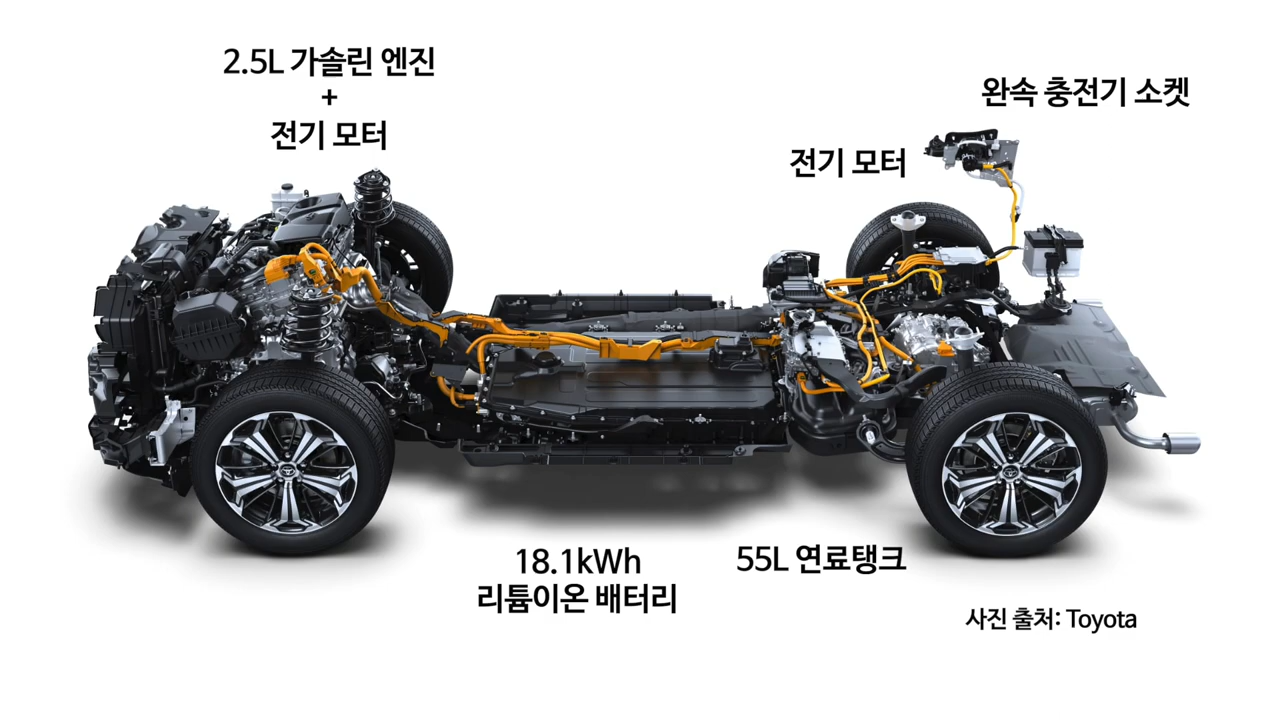 2.5L 가솔린 엔진
+
전기 모터
완속 충전기 소켓
전기 모터
18.1kWh
리튬이온 배터리
55L 연료탱크
사진 출처: Toyota